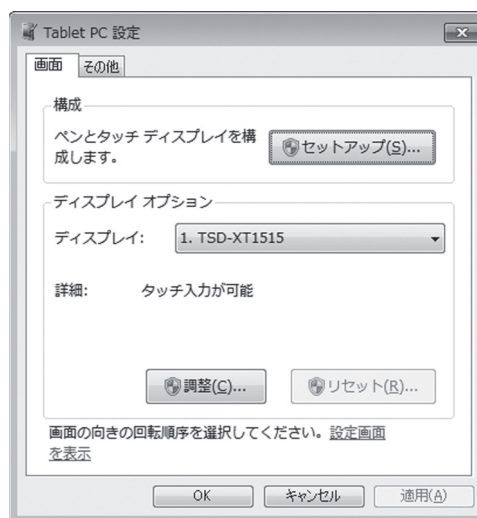 Tablet PC 設定
画面 その他
構成
ペンとタッチ ディスプレイを構
成します。
セットアップ(S)...
ディスプレイ オプション
ディスプレイ: 1. TSD-XT1515
詳細: タッチ入力が可能
調整(C)... リセット(R)...
画面の向きの回転順序を選択してください。設定画面
を表示
OK キャンセル 適用(A)